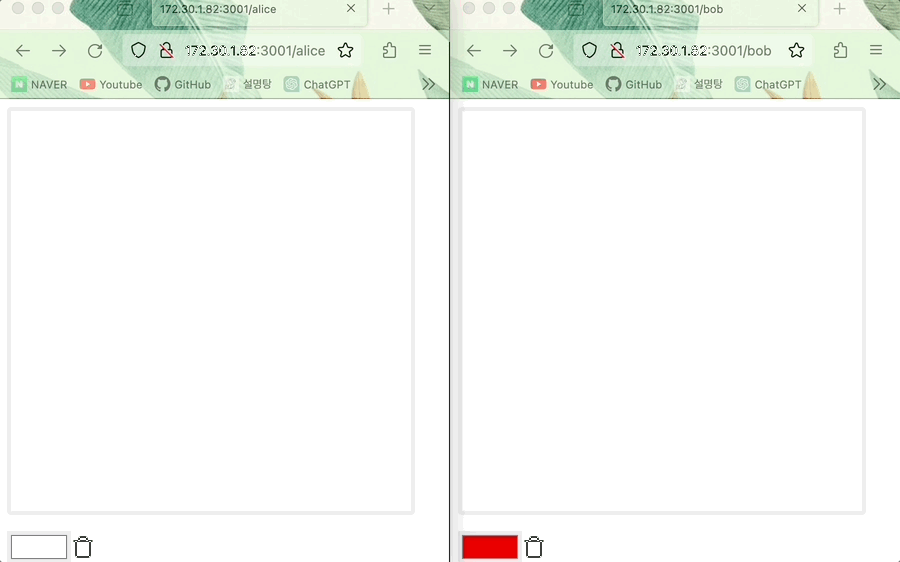 172.30.1.82:3001/alice
172.30.1.82:3001/alice
NAVER Youtube GitHub 설명탕 ChatGPT
172.30.1.82:3001/bob
172.30.1.82:3001/bob
NAVER Youtube GitHub 설명탕 ChatGPT